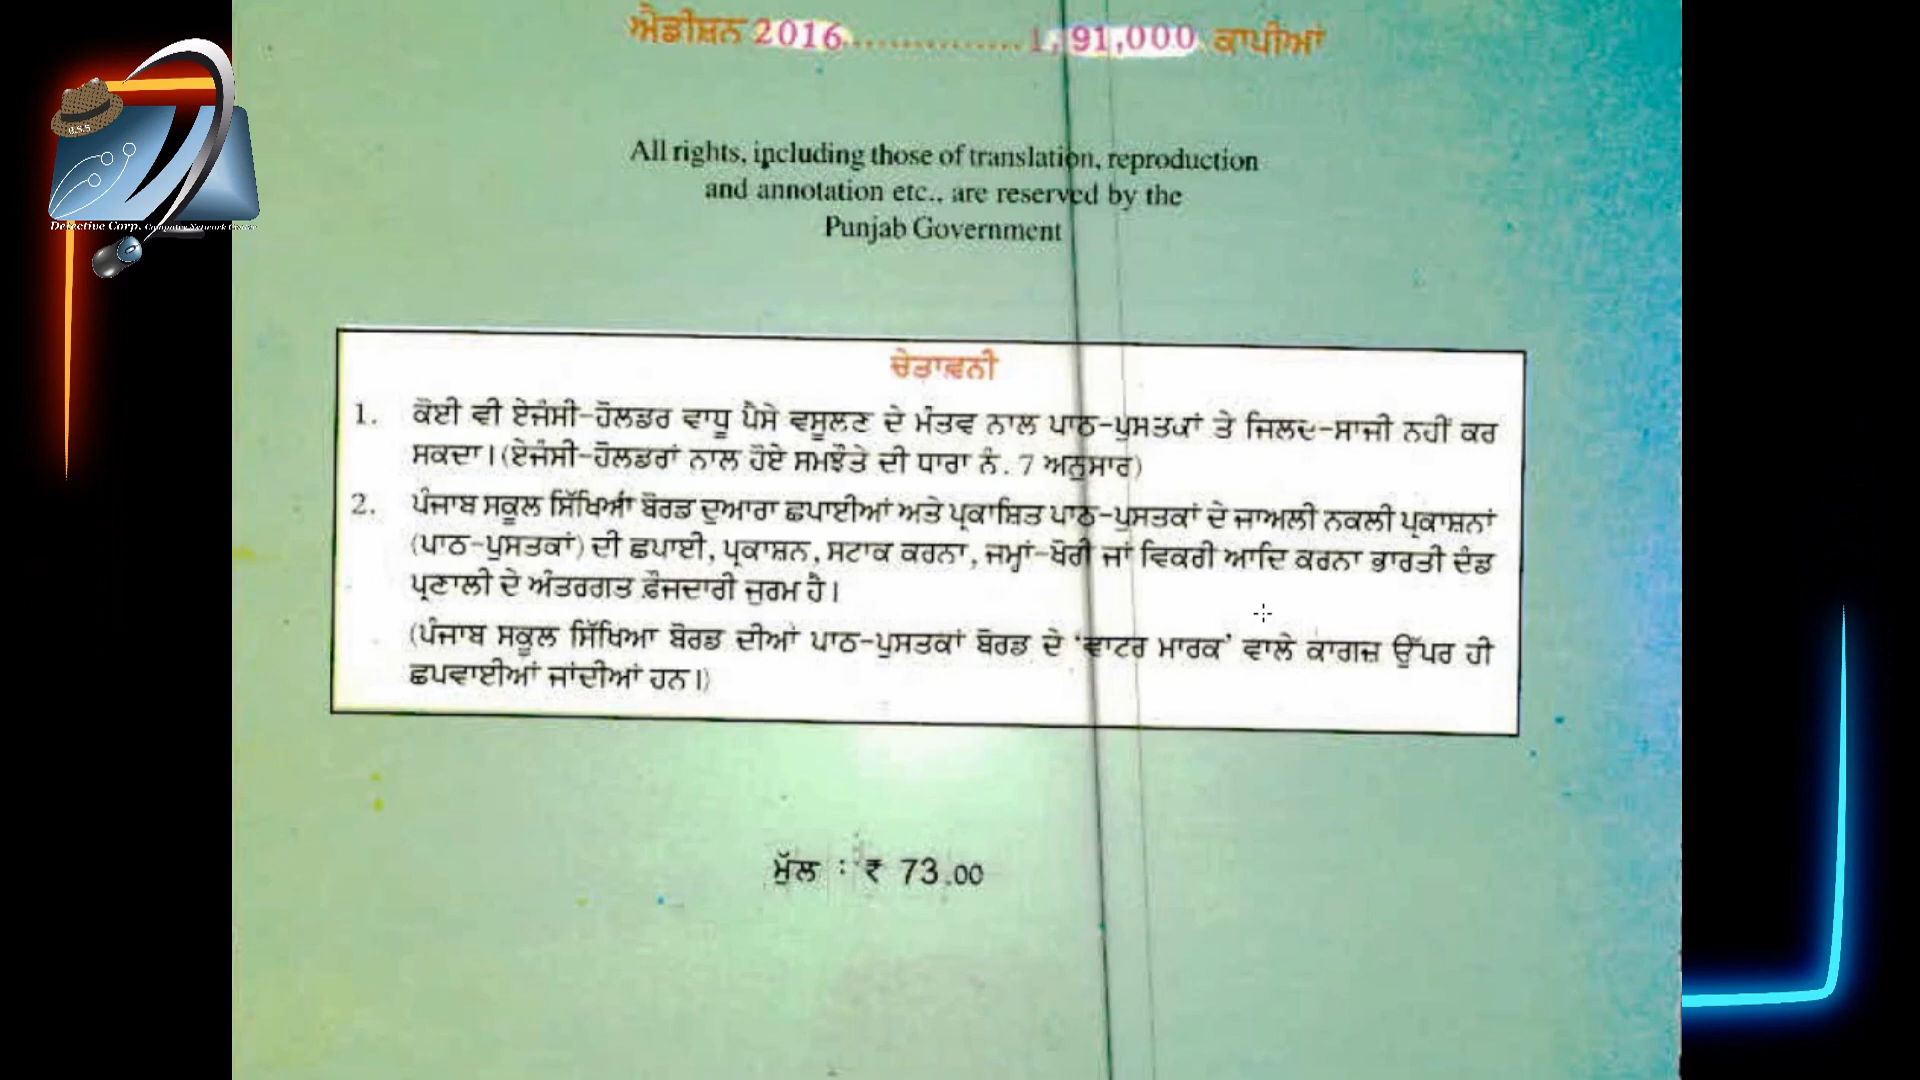 ਐਡੀਸ਼ਨ 2016..............1,91,000 ਕਾਪੀਆਂ
All rights, including those of translation, reproduction
and annotation etc., are reserved by the
Punjab Government
ਚੇਤਾਵਨੀ
1. ਕੋਈ ਵੀ ਏਜੰਸੀ-ਹੋਲਡਰ ਵਾਧੂ ਪੈਸੇ ਵਸੂਲਣ ਦੇ ਮੰਤਵ ਨਾਲ ਪਾਠ-ਪੁਸਤਕਾਂ ਤੇ ਜਿਲਦ-ਸਾਜੀ ਨਹੀਂ ਕਰ
ਸਕਦਾ। (ਏਜੰਸੀ-ਹੋਲਡਰਾਂ ਨਾਲ ਹੋਏ ਸਮਝੌਤੇ ਦੀ ਧਾਰਾ ਨੰ. 7 ਅਨੁਸਾਰ)
2. ਪੰਜਾਬ ਸਕੂਲ ਸਿੱਖਿਆ ਬੋਰਡ ਦੁਆਰਾ ਛਪਾਈਆਂ ਅਤੇ ਪ੍ਰਕਾਸ਼ਿਤ ਪਾਠ-ਪੁਸਤਕਾਂ ਦੇ ਜਾਅਲੀ ਨਕਲੀ ਪ੍ਰਕਾਸ਼ਨਾਂ
(ਪਾਠ-ਪੁਸਤਕਾਂ) ਦੀ ਛਪਾਈ, ਪ੍ਰਕਾਸ਼ਨ, ਸਟਾਕ ਕਰਨਾ, ਜਮ੍ਹਾਂ-ਖੋਰੀ ਜਾਂ ਵਿਕਰੀ ਆਦਿ ਕਰਨਾ ਭਾਰਤੀ ਦੰਡ
ਪ੍ਰਣਾਲੀ ਦੇ ਅੰਤਰਗਤ ਫ਼ੌਜਦਾਰੀ ਜੁਰਮ ਹੈ।
(ਪੰਜਾਬ ਸਕੂਲ ਸਿੱਖਿਆ ਬੋਰਡ ਦੀਆਂ ਪਾਠ-ਪੁਸਤਕਾਂ ਬੋਰਡ ਦੇ 'ਵਾਟਰ ਮਾਰਕ' ਵਾਲੇ ਕਾਗਜ਼ ਉੱਪਰ ਹੀ
ਛਪਵਾਈਆਂ ਜਾਂਦੀਆਂ ਹਨ।)
ਮੁੱਲ : ₹ 73.00
Detective Corp. Computer Network